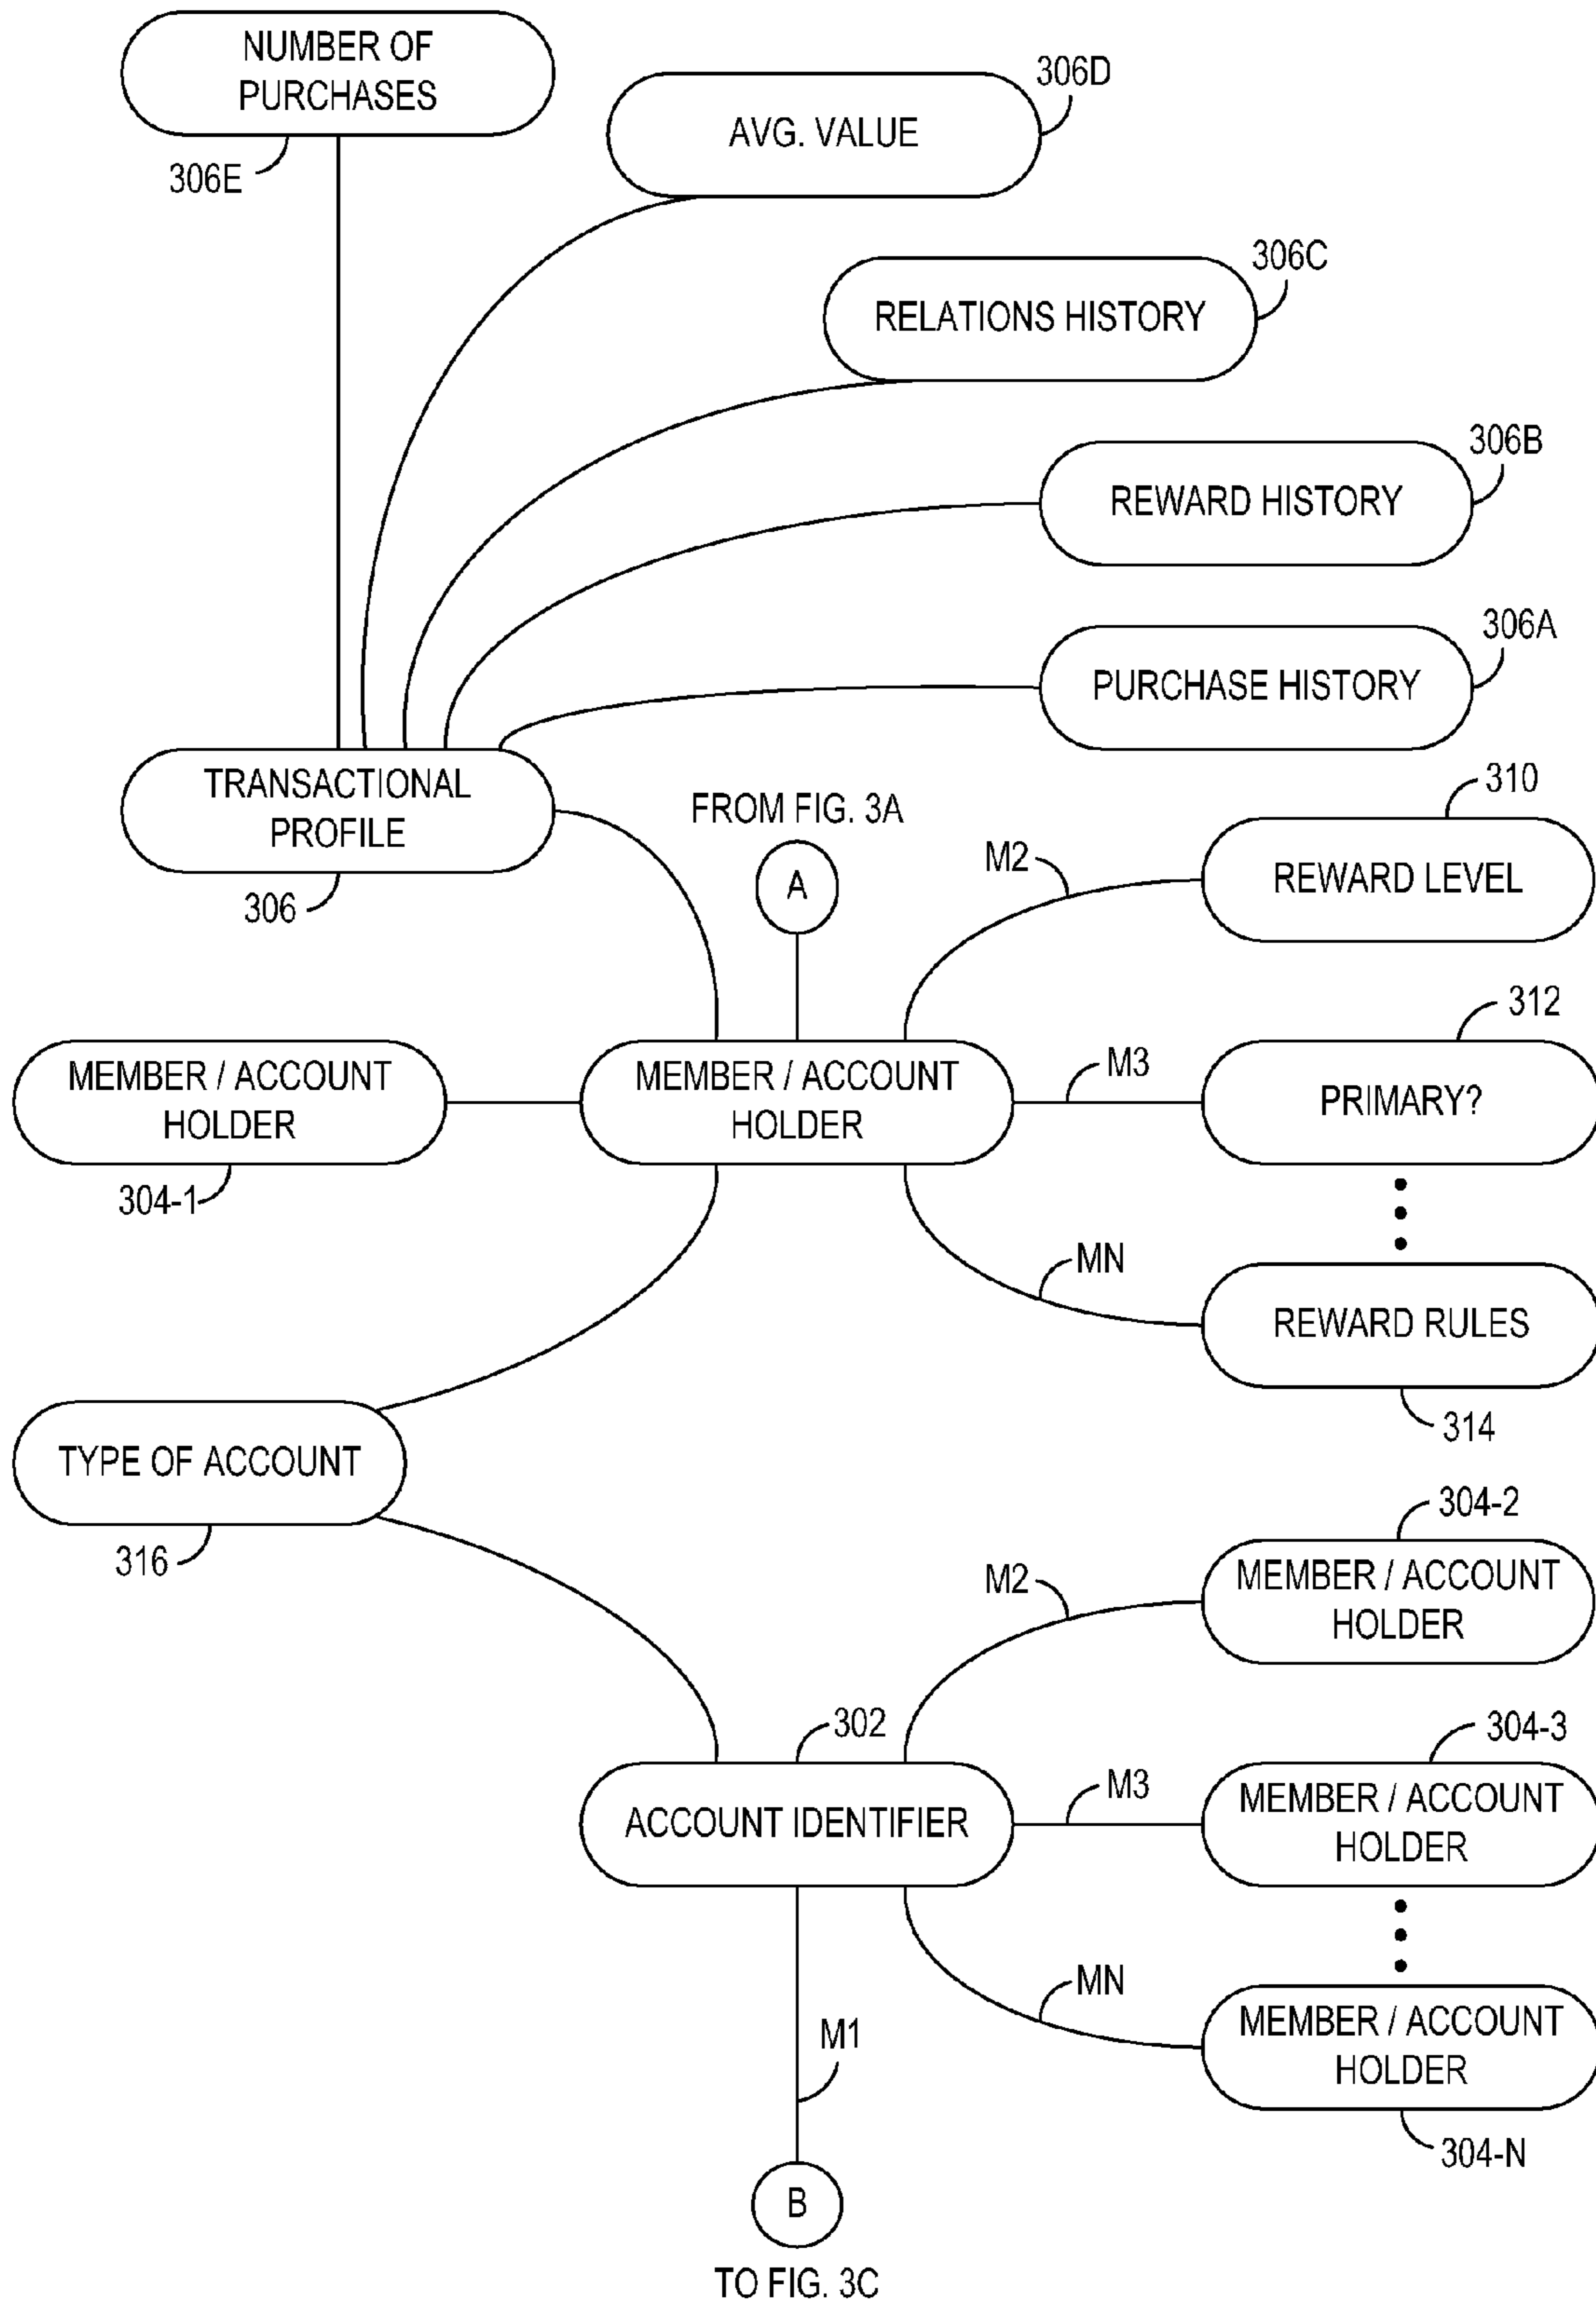 NUMBER OF
PURCHASES
306E
AVG. VALUE
306D
RELATIONS HISTORY
306C
REWARD HISTORY
306B
PURCHASE HISTORY
306A
TRANSACTIONAL
PROFILE
306
FROM FIG. 3A
A
M2
REWARD LEVEL
310
MEMBER / ACCOUNT
HOLDER
304-1
MEMBER / ACCOUNT
HOLDER
M3
PRIMARY?
312
MN
REWARD RULES
314
TYPE OF ACCOUNT
316
M2
MEMBER / ACCOUNT
HOLDER
304-2
302
ACCOUNT IDENTIFIER
M3
MEMBER / ACCOUNT
HOLDER
304-3
MN
MEMBER / ACCOUNT
HOLDER
304-N
M1
B
TO FIG. 3C